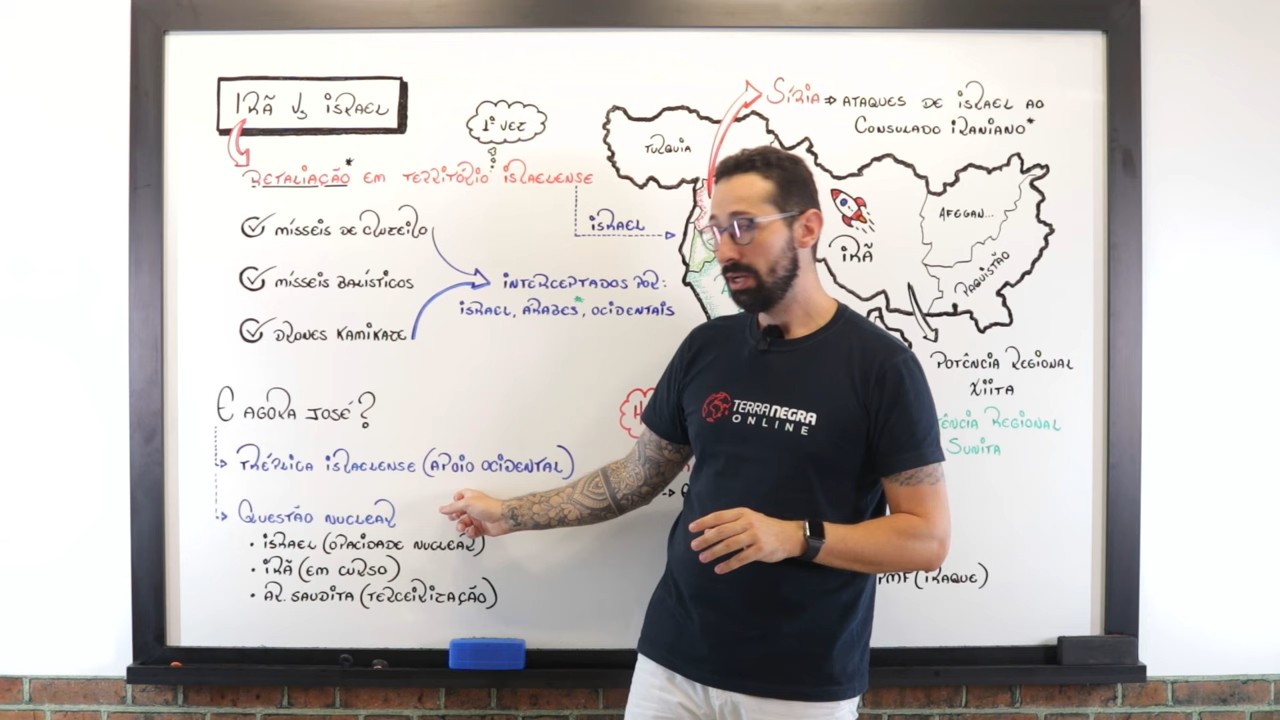 IRÃ VS ISRAEL
1ª VEZ
RETALIAÇÃO* EM TERRITÓRIO ISRAELENSE
MÍSSEIS DE CRUZEIRO
MÍSSEIS BALÍSTICOS
DRONES KAMIKAZE
ISRAEL
INTERCEPTADOS POR:
ISRAEL, ÁRABES*, OCIDENTAIS
E AGORA JOSÉ?
TRÉPLICA ISRAELENSE (APOIO OCIDENTAL)
QUESTÃO NUCLEAR
• ISRAEL (OPACIDADE NUCLEAR)
• IRÃ (EM CURSO)
• AR. SAUDITA (TERCEIRIZAÇÃO)
SÍRIA ⇒ ATAQUES DE ISRAEL AO
CONSULADO IRANIANO*
TURQUIA
IRÃ
AFEGAN...
PAQUISTÃO
POTÊNCIA REGIONAL
XIITA
TÊNCIA REGIONAL
SUNITA
PMF (IRAQUE)
TERRA NEGRA
ONLINE